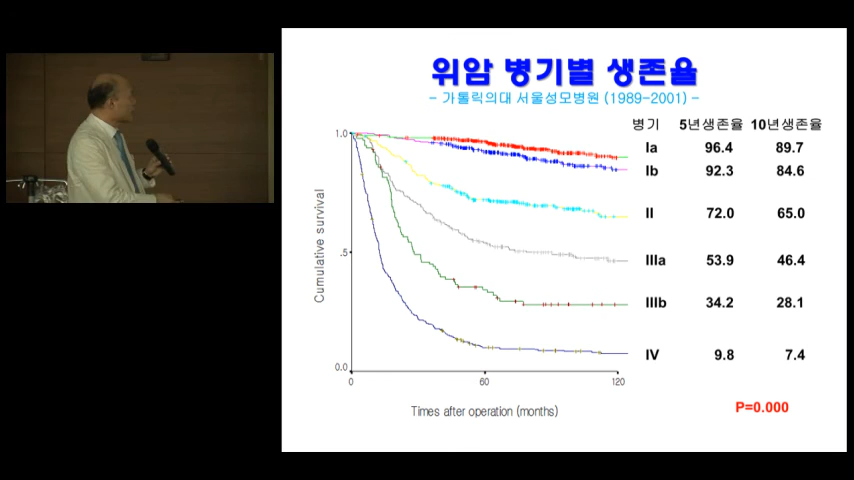 위암 병기별 생존율
- 가톨릭의대 서울성모병원 (1989-2001) -
병기 5년생존율 10년생존율
Ia 96.4 89.7
Ib 92.3 84.6
II 72.0 65.0
IIIa 53.9 46.4
IIIb 34.2 28.1
IV 9.8 7.4
P=0.000
Cumulative survival
1.0
.5
0.0
0 60 120
Times after operation (months)